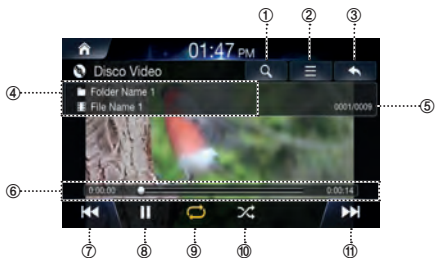 ① ② ③
01:47 PM
Disco Video
④ Folder Name 1
File Name 1 0001/0009 ⑤
⑥ 0:00:00 0:00:14
⑦ ⑧ ⑨ ⑩ ⑪